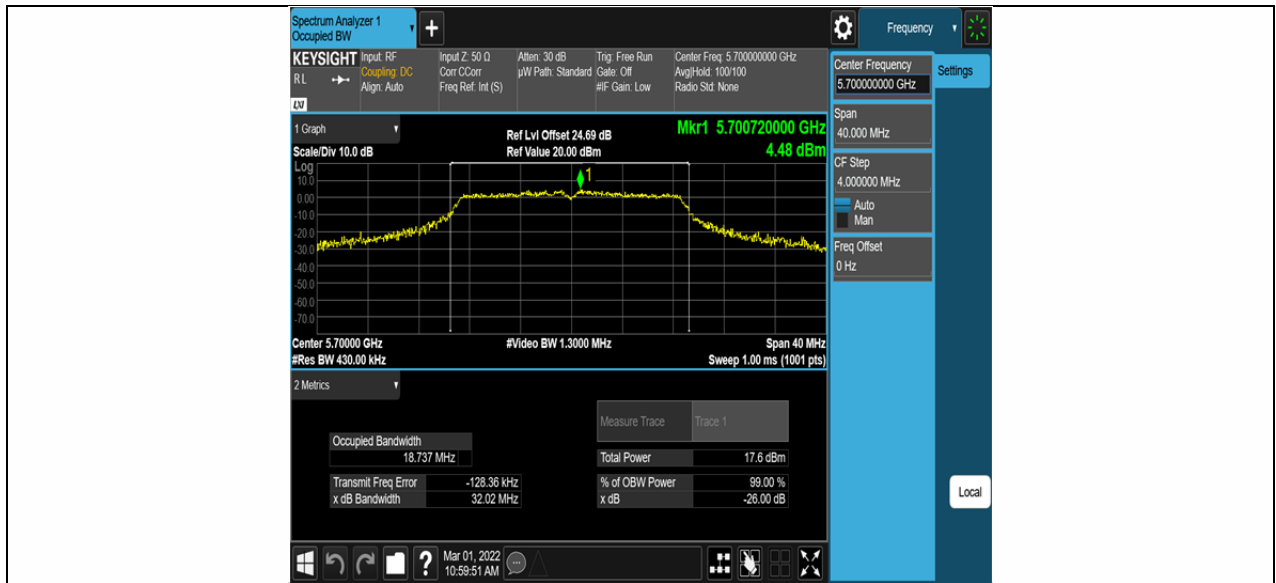 Spectrum Analyzer 1
Occupied BW
+
Frequency
KEYSIGHT
RL
LXI
Input: RF
Coupling: DC
Align: Auto
Input Z: 50 Ω
Corr CCorr
Freq Ref: Int (S)
Atten: 30 dB
µW Path: Standard
Trig: Free Run
Gate: Off
#IF Gain: Low
Center Freq: 5.700000000 GHz
Avg|Hold: 100/100
Radio Std: None
Center Frequency
5.700000000 GHz
Settings
Span
40.000 MHz
CF Step
4.000000 MHz
Auto
Man
Freq Offset
0 Hz
Local
1 Graph
Scale/Div 10.0 dB
Ref Lvl Offset 24.69 dB
Ref Value 20.00 dBm
Mkr1 5.700720000 GHz
4.48 dBm
Log
1
10.0
0.00
-10.0
-20.0
-30.0
-40.0
-50.0
-60.0
-70.0
Center 5.70000 GHz
#Video BW 1.3000 MHz
Span 40 MHz
#Res BW 430.00 kHz
Sweep 1.00 ms (1001 pts)
2 Metrics
Measure Trace Trace 1
Occupied Bandwidth
18.737 MHz
Total Power 17.6 dBm
Transmit Freq Error -128.36 kHz
% of OBW Power 99.00 %
x dB Bandwidth 32.02 MHz
x dB -26.00 dB
?
Mar 01, 2022
10:59:51 AM